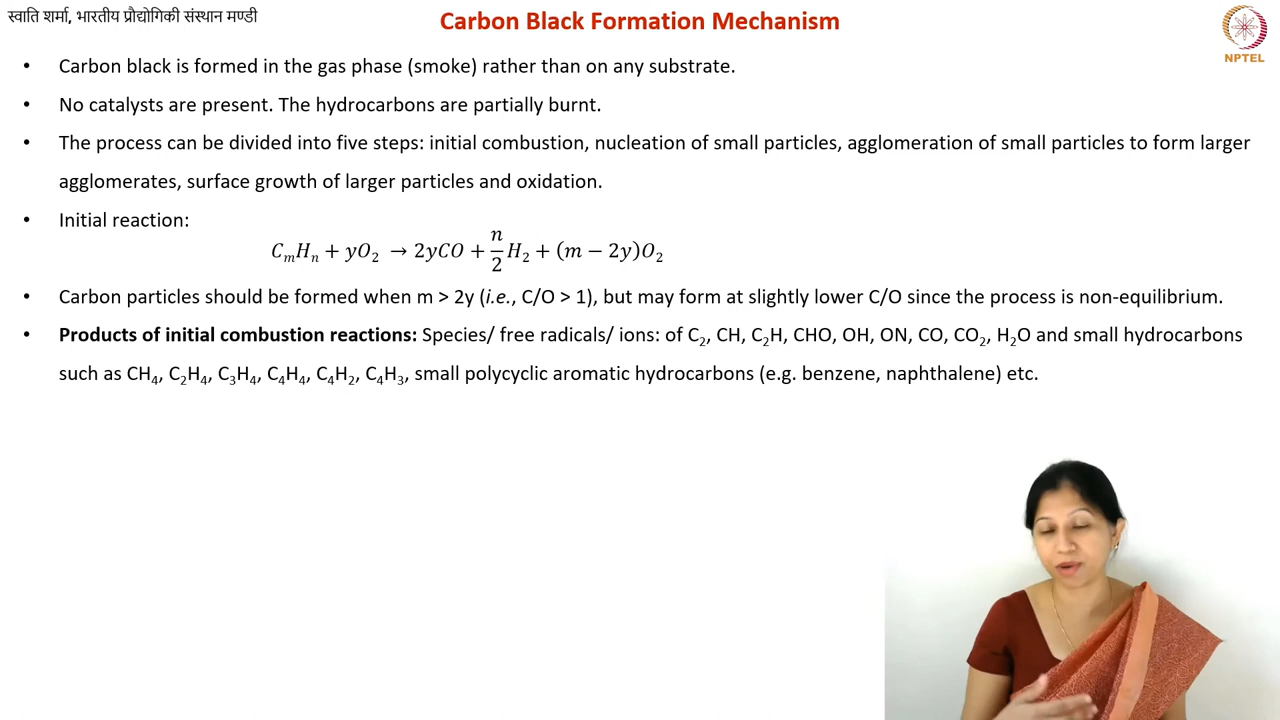 स्वाति शर्मा, भारतीय प्रौद्योगिकी संस्थान मण्डी
Carbon Black Formation Mechanism
NPTEL
• Carbon black is formed in the gas phase (smoke) rather than on any substrate.
• No catalysts are present. The hydrocarbons are partially burnt.
• The process can be divided into five steps: initial combustion, nucleation of small particles, agglomeration of small particles to form larger
agglomerates, surface growth of larger particles and oxidation.
• Initial reaction:
CₘHₙ + yO₂ → 2yCO + n/2 H₂ + (m − 2y)O₂
• Carbon particles should be formed when m > 2y (i.e., C/O > 1), but may form at slightly lower C/O since the process is non-equilibrium.
• Products of initial combustion reactions: Species/ free radicals/ ions: of C₂, CH, C₂H, CHO, OH, ON, CO, CO₂, H₂O and small hydrocarbons
such as CH₄, C₂H₄, C₃H₄, C₄H₄, C₄H₂, C₄H₃, small polycyclic aromatic hydrocarbons (e.g. benzene, naphthalene) etc.